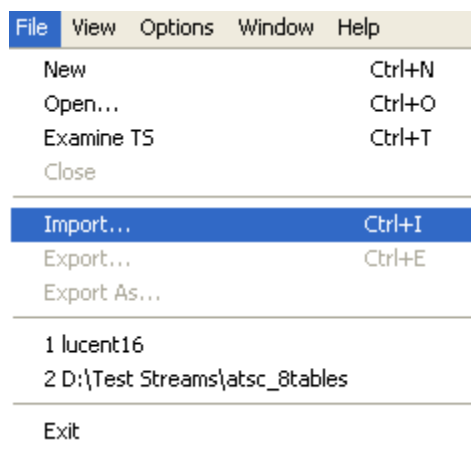 File View Options Window Help
New Ctrl+N
Open... Ctrl+O
Examine TS Ctrl+T
Close
Import... Ctrl+I
Export... Ctrl+E
Export As...
1 lucent16
2 D:\Test Streams\atsc_8tables
Exit